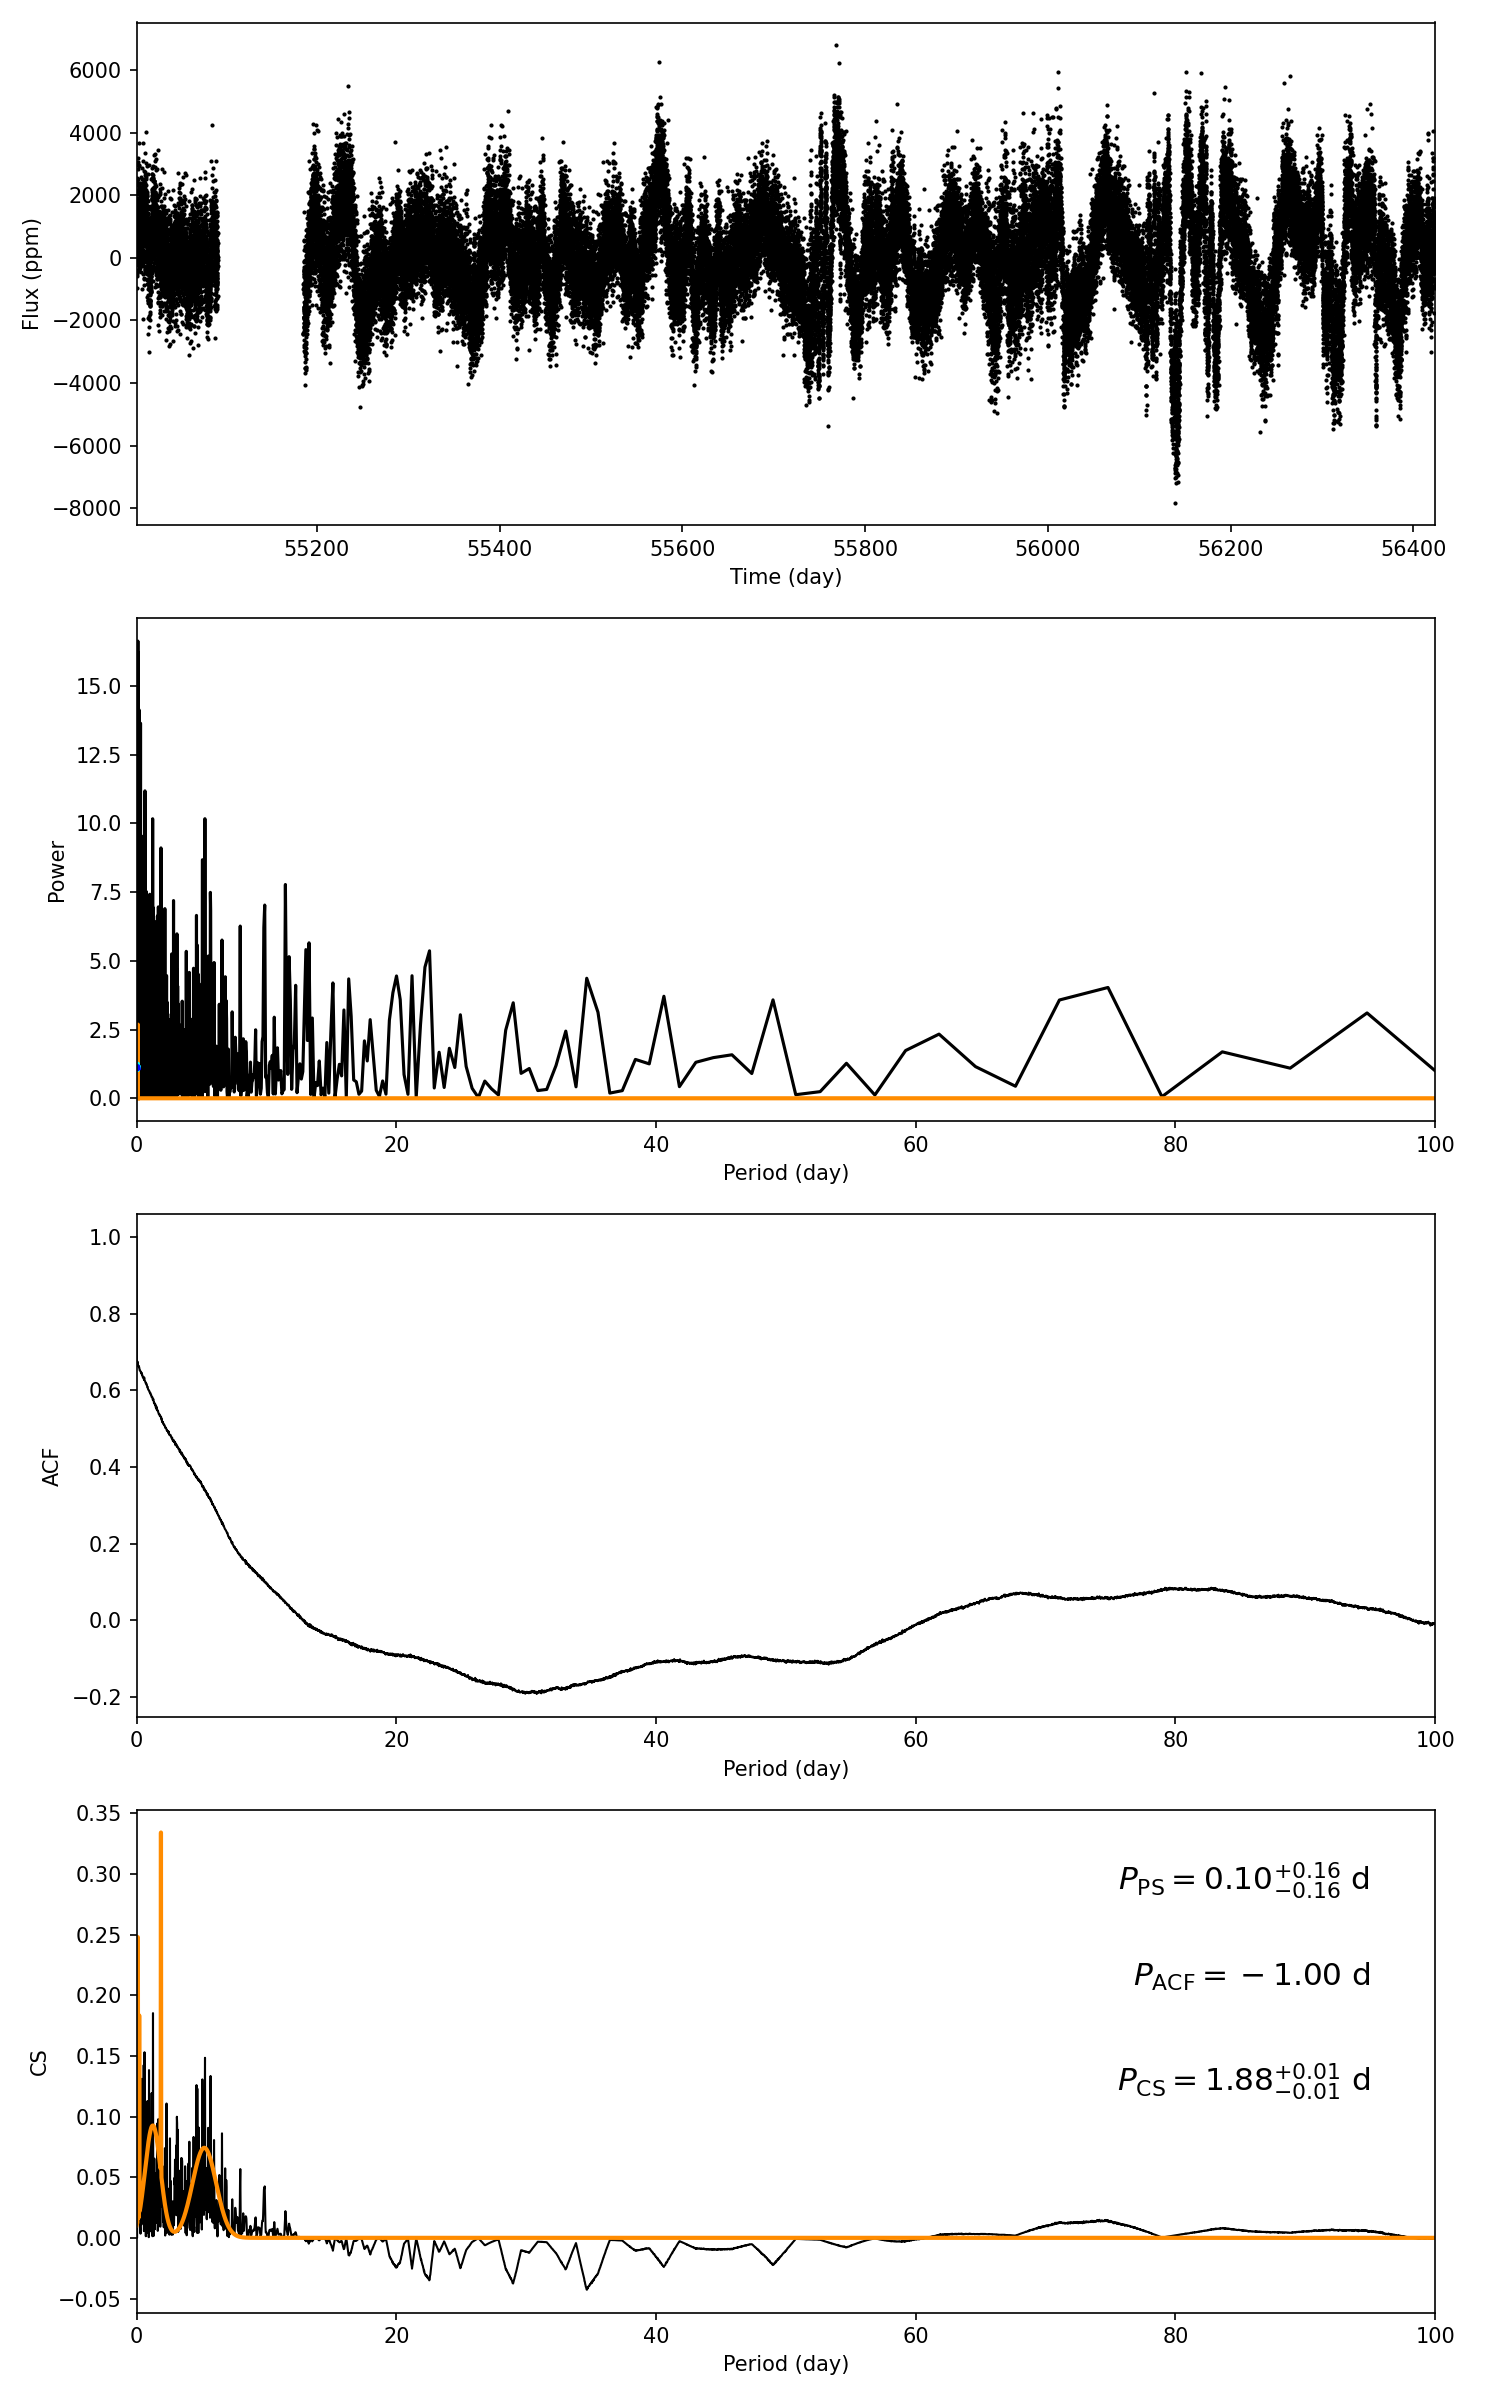 6000
4000
2000
0
−2000
−4000
−6000
−8000
Flux (ppm)
55200 55400 55600 55800 56000 56200 56400
Time (day)
15.0
12.5
10.0
7.5
5.0
2.5
0.0
Power
0 20 40 60 80 100
Period (day)
1.0
0.8
0.6
0.4
0.2
0.0
−0.2
ACF
0 20 40 60 80 100
Period (day)
0.35
0.30
0.25
0.20
0.15
0.10
0.05
0.00
−0.05
CS
P_PS = 0.10 +0.16 −0.16 d
P_ACF = −1.00 d
P_CS = 1.88 +0.01 −0.01 d
0 20 40 60 80 100
Period (day)